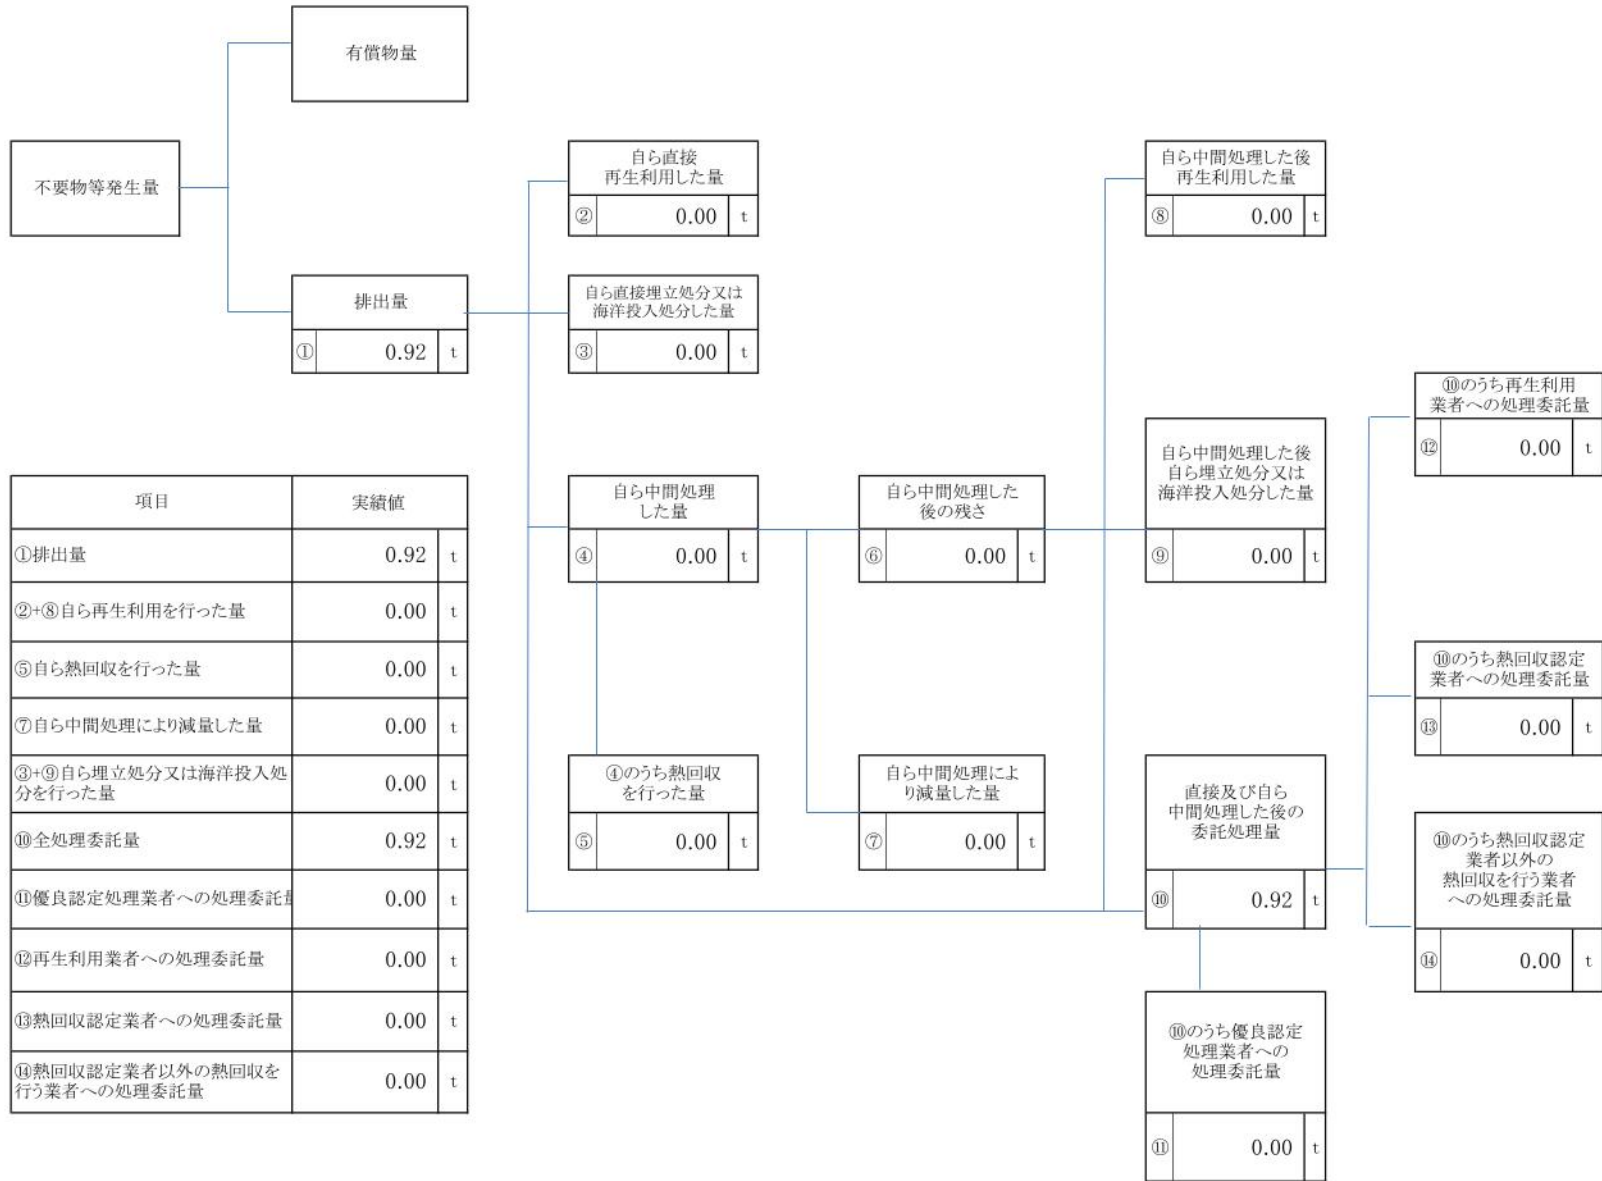 有償物量
不要物等発生量
排出量
① 0.92 t
自ら直接
再生利用した量
② 0.00 t
自ら直接埋立処分又は
海洋投入処分した量
③ 0.00 t
自ら中間処理
した量
④ 0.00 t
④のうち熱回収
を行った量
⑤ 0.00 t
自ら中間処理した
後の残さ
⑥ 0.00 t
自ら中間処理によ
り減量した量
⑦ 0.00 t
自ら中間処理した後
再生利用した量
⑧ 0.00 t
自ら中間処理した後
自ら埋立処分又は
海洋投入処分した量
⑨ 0.00 t
直接及び自ら
中間処理した後の
委託処理量
⑩ 0.92 t
⑩のうち優良認定
処理業者への
処理委託量
⑪ 0.00 t
⑩のうち再生利用
業者への処理委託量
⑫ 0.00 t
⑩のうち熱回収認定
業者への処理委託量
⑬ 0.00 t
⑩のうち熱回収認定
業者以外の
熱回収を行う業者
への処理委託量
⑭ 0.00 t
項目 実績値
①排出量 0.92 t
②+⑧自ら再生利用を行った量 0.00 t
⑤自ら熱回収を行った量 0.00 t
⑦自ら中間処理により減量した量 0.00 t
③+⑨自ら埋立処分又は海洋投入処
分を行った量 0.00 t
⑩全処理委託量 0.92 t
⑪優良認定処理業者への処理委託量 0.00 t
⑫再生利用業者への処理委託量 0.00 t
⑬熱回収認定業者への処理委託量 0.00 t
⑭熱回収認定業者以外の熱回収を
行う業者への処理委託量 0.00 t